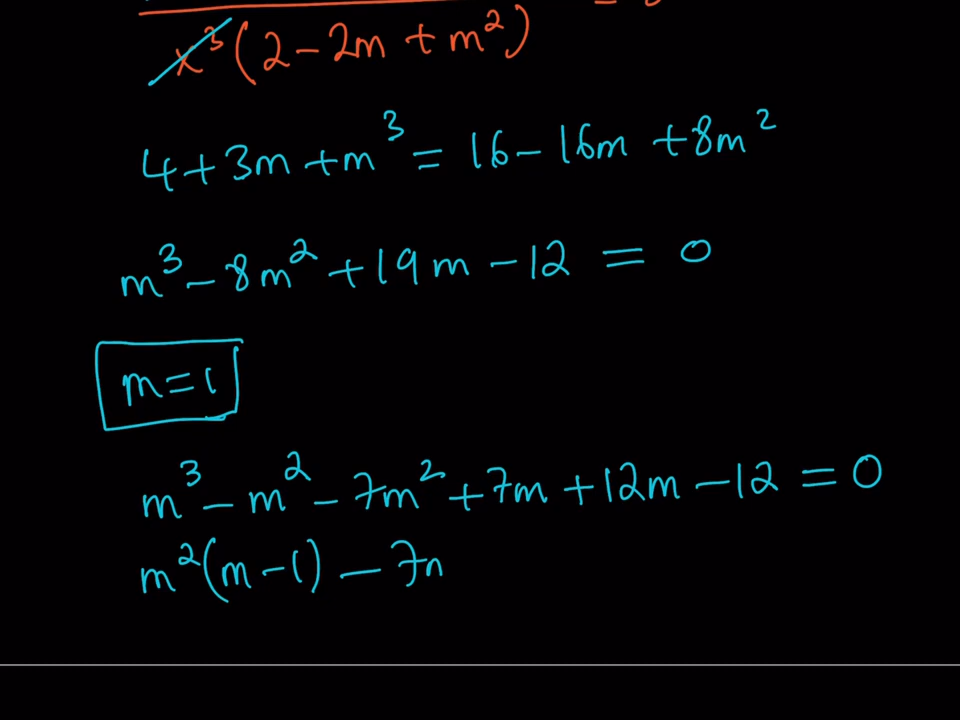 x³(2-2m+m²)
4+3m+m³=16-16m+8m²
m³-8m²+19m-12=0
m=1
m³-m²-7m²+7m+12m-12=0
m²(m-1)-7n